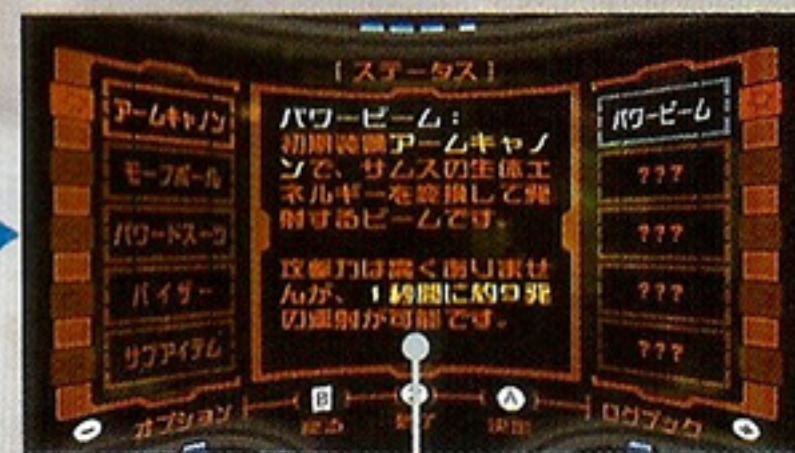 [ステータス]
アームキャノン
モーフボール
パワードスーツ
バイザー
サブアイテム
パワービーム:
初期装備アームキャノ
ンで、サムスの生体エ
ネルギーを変換して発
射するビームです。
攻撃力は高くありませ
んが、1秒間に約9発
の連射が可能です。
パワービーム
???
???
???
???
オプション
B
A
ログブック